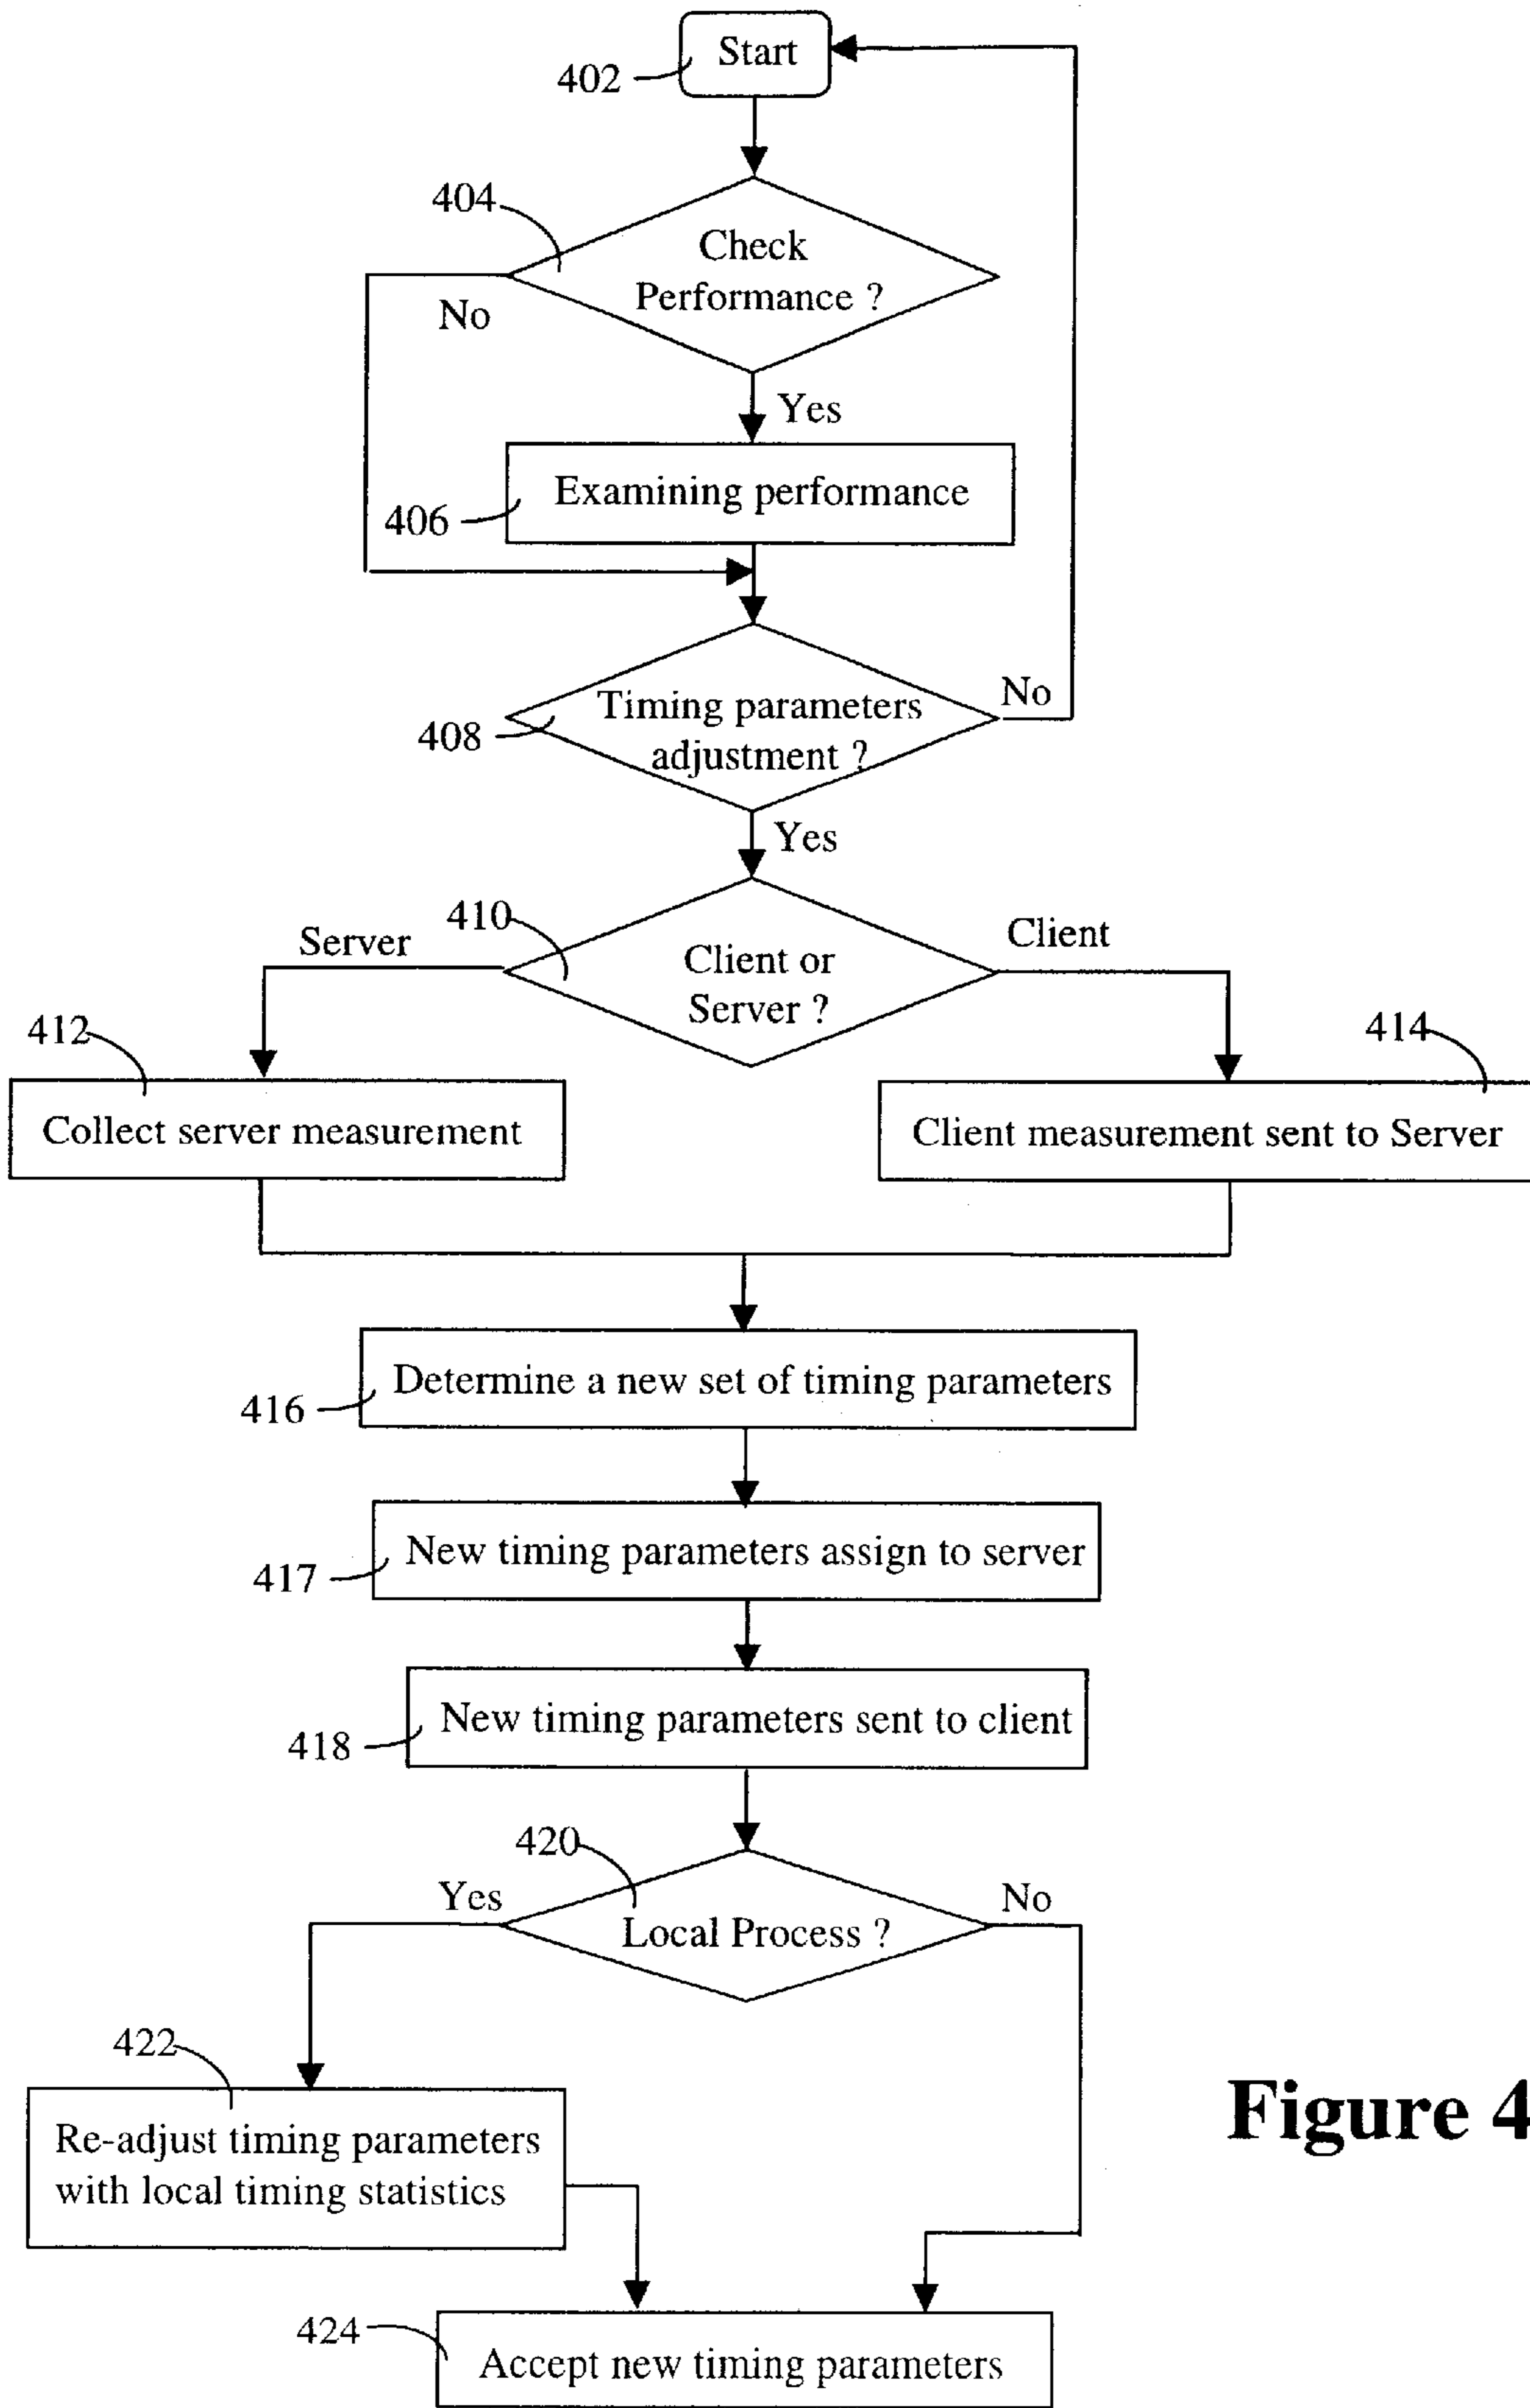 Start
402
404
Check
Performance ?
No
Yes
Examining performance
406
Timing parameters
adjustment ?
No
408
Yes
410
Server
Client
Client or
Server ?
412
414
Collect server measurement
Client measurement sent to Server
Determine a new set of timing parameters
416
New timing parameters assign to server
417
New timing parameters sent to client
418
420
Yes
No
Local Process ?
422
Re-adjust timing parameters
with local timing statistics
Figure 4
424
Accept new timing parameters